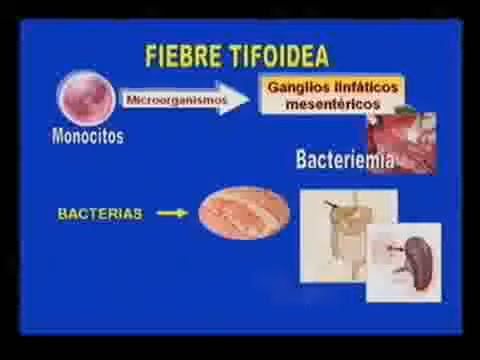 FIEBRE TIFOIDEA
Microorganismos
Ganglios linfáticos
mesentéricos
Monocitos
Bacteriemia
BACTERIAS